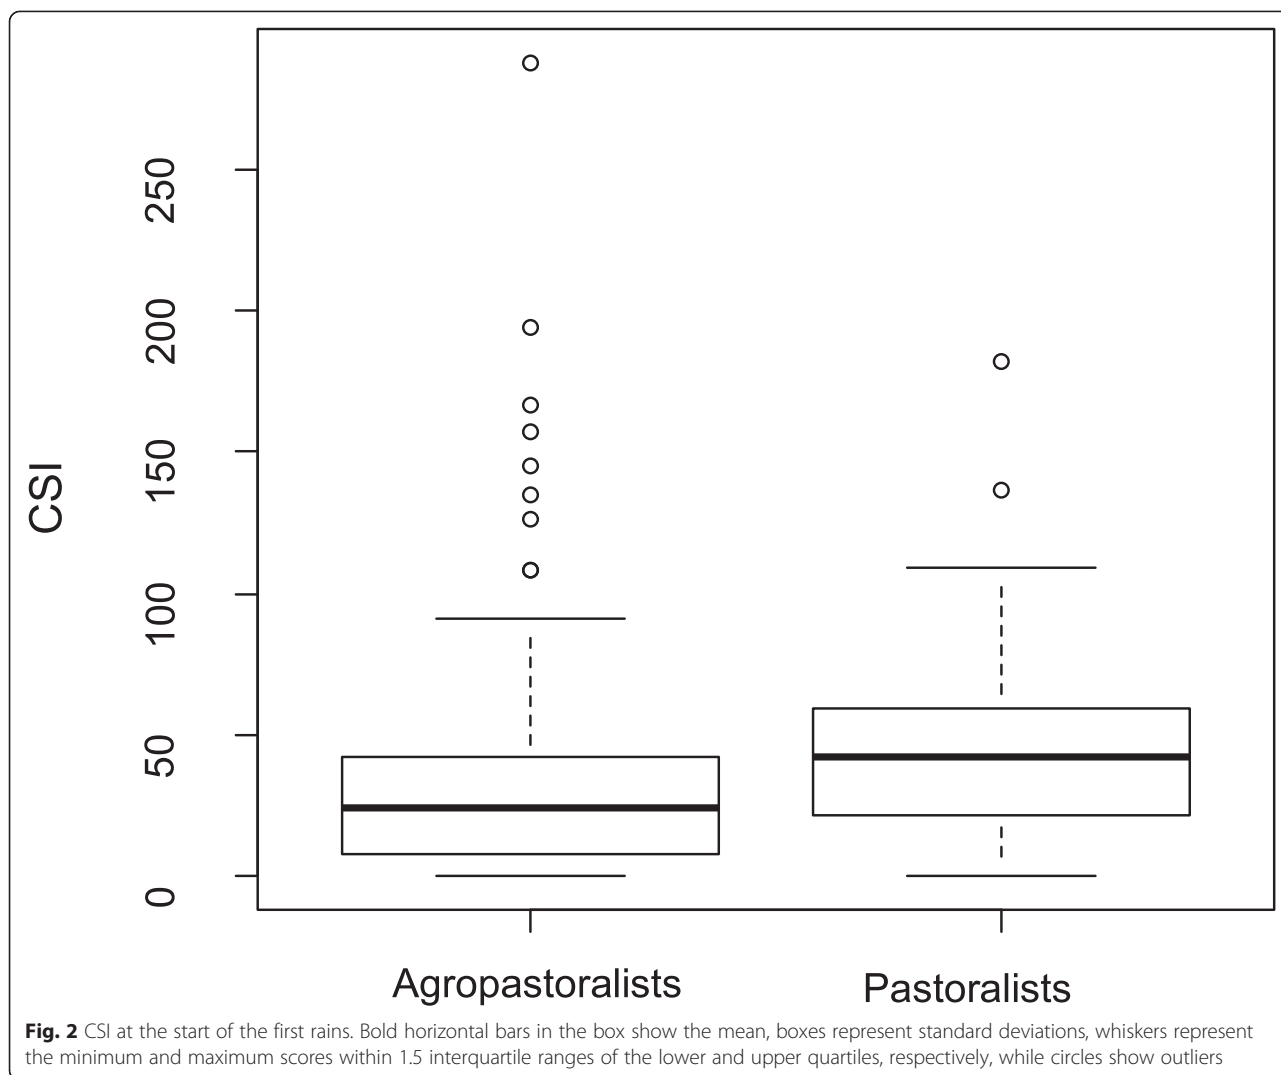 250
200
150
100
50
0
CSI
Agropastoralists
Pastoralists
Fig. 2 CSI at the start of the first rains. Bold horizontal bars in the box show the mean, boxes represent standard deviations, whiskers represent
the minimum and maximum scores within 1.5 interquartile ranges of the lower and upper quartiles, respectively, while circles show outliers